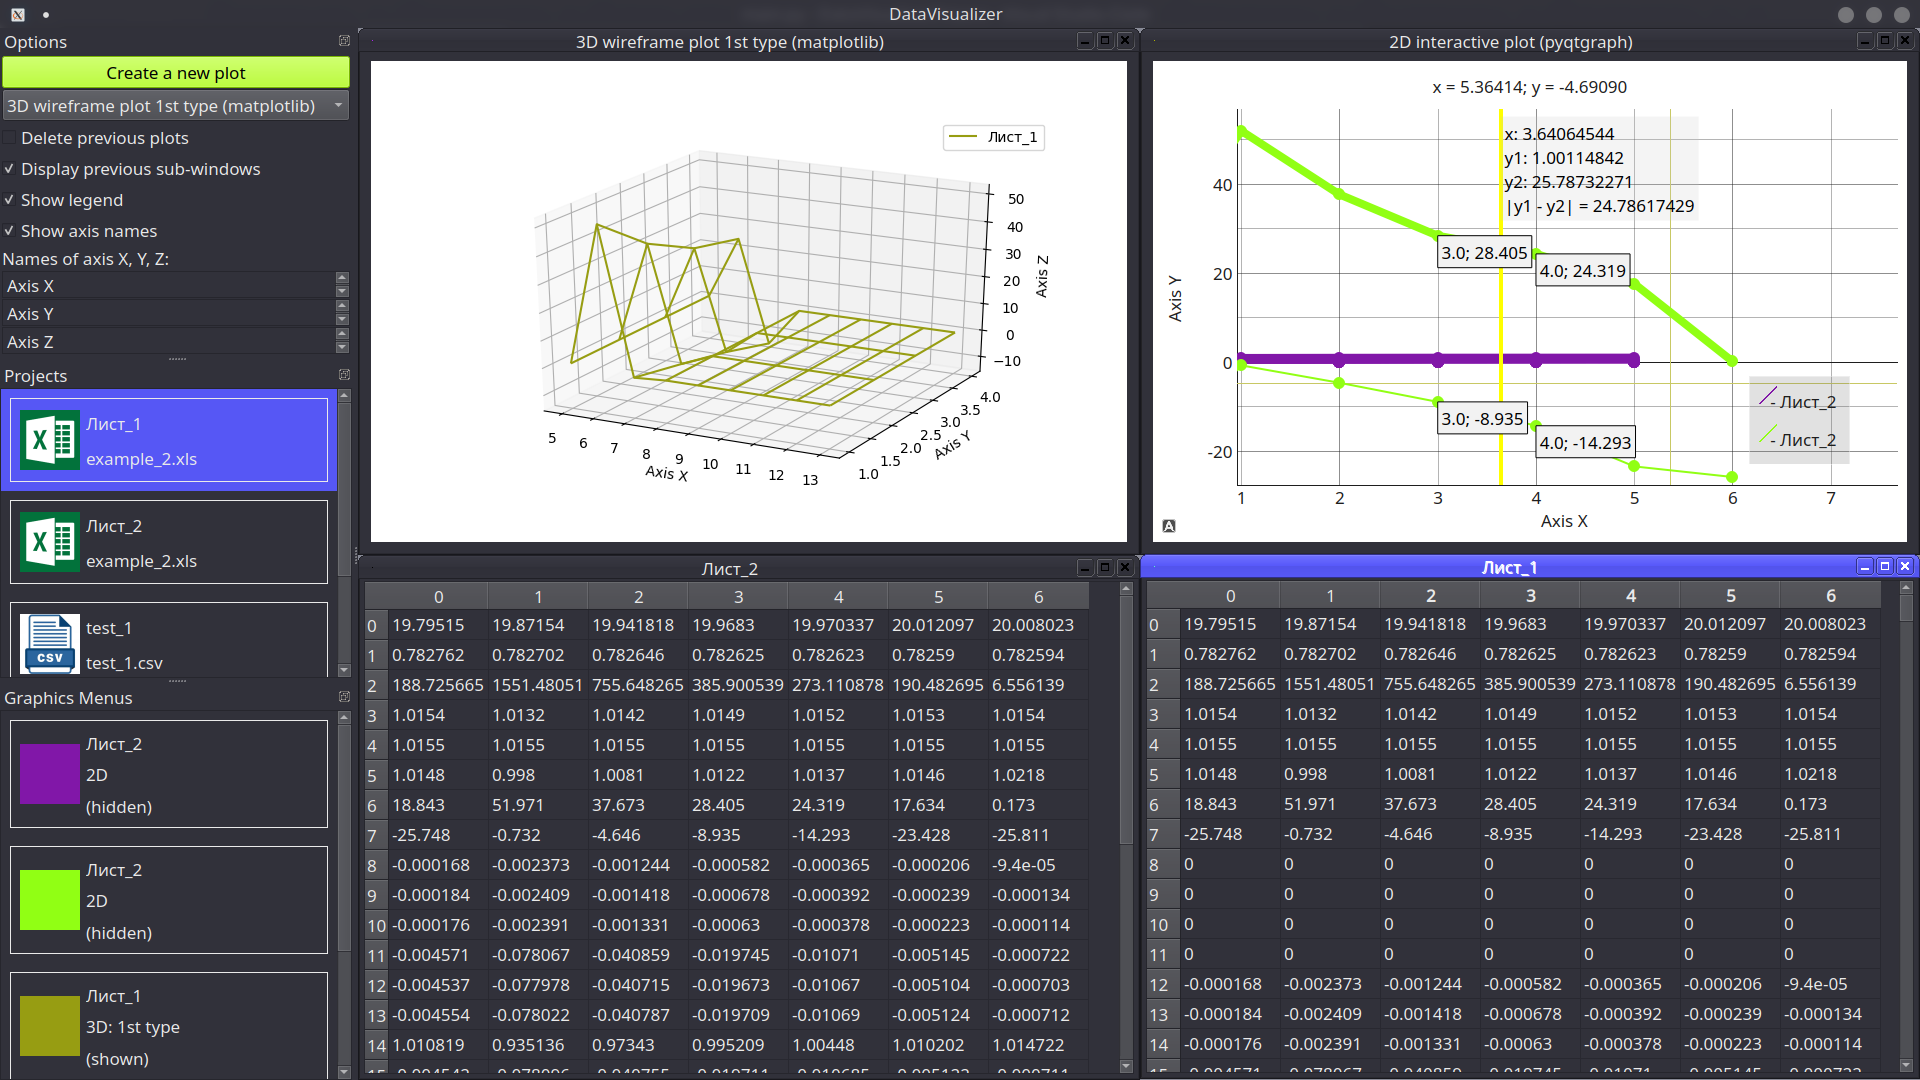 DataVisualizer
Options
Create a new plot
3D wireframe plot 1st type (matplotlib)
Delete previous plots
Display previous sub-windows
Show legend
Show axis names
Names of axis X, Y, Z:
Axis X
Axis Y
Axis Z
Projects
Лист_1
example_2.xls
Лист_2
example_2.xls
test_1
test_1.csv
Graphics Menus
Лист_2
2D
(hidden)
Лист_2
2D
(hidden)
Лист_1
3D: 1st type
(shown)
3D wireframe plot 1st type (matplotlib)
Лист_1
50
40
30
20
10
0
−10
Axis Z
4.0
3.5
3.0
2.5
2.0
1.5
1.0
Axis Y
5 6 7 8 9 10 11 12 13
Axis X
2D interactive plot (pyqtgraph)
x = 5.36414; y = -4.69090
x: 3.64064544
y1: 1.00114842
y2: 25.78732271
|y1 - y2| = 24.78617429
3.0; 28.405
4.0; 24.319
3.0; -8.935
4.0; -14.293
40
20
0
-20
Axis Y
- Лист_2
- Лист_2
1 2 3 4 5 6 7
Axis X
A
Лист_2
0 1 2 3 4 5 6
0 19.79515 19.87154 19.941818 19.9683 19.970337 20.012097 20.008023
1 0.782762 0.782702 0.782646 0.782625 0.782623 0.78259 0.782594
2 188.725665 1551.48051 755.648265 385.900539 273.110878 190.482695 6.556139
3 1.0154 1.0132 1.0142 1.0149 1.0152 1.0153 1.0154
4 1.0155 1.0155 1.0155 1.0155 1.0155 1.0155 1.0155
5 1.0148 0.998 1.0081 1.0122 1.0137 1.0146 1.0218
6 18.843 51.971 37.673 28.405 24.319 17.634 0.173
7 -25.748 -0.732 -4.646 -8.935 -14.293 -23.428 -25.811
8 -0.000168 -0.002373 -0.001244 -0.000582 -0.000365 -0.000206 -9.4e-05
9 -0.000184 -0.002409 -0.001418 -0.000678 -0.000392 -0.000239 -0.000134
10 -0.000176 -0.002391 -0.001331 -0.00063 -0.000378 -0.000223 -0.000114
11 -0.004571 -0.078067 -0.040859 -0.019745 -0.01071 -0.005145 -0.000722
12 -0.004537 -0.077978 -0.040715 -0.019673 -0.01067 -0.005104 -0.000703
13 -0.004554 -0.078022 -0.040787 -0.019709 -0.01069 -0.005124 -0.000712
14 1.010819 0.935136 0.97343 0.995209 1.00448 1.010202 1.014722
Лист_1
0 1 2 3 4 5 6
0 19.79515 19.87154 19.941818 19.9683 19.970337 20.012097 20.008023
1 0.782762 0.782702 0.782646 0.782625 0.782623 0.78259 0.782594
2 188.725665 1551.48051 755.648265 385.900539 273.110878 190.482695 6.556139
3 1.0154 1.0132 1.0142 1.0149 1.0152 1.0153 1.0154
4 1.0155 1.0155 1.0155 1.0155 1.0155 1.0155 1.0155
5 1.0148 0.998 1.0081 1.0122 1.0137 1.0146 1.0218
6 18.843 51.971 37.673 28.405 24.319 17.634 0.173
7 -25.748 -0.732 -4.646 -8.935 -14.293 -23.428 -25.811
8 0 0 0 0 0 0 0
9 0 0 0 0 0 0 0
10 0 0 0 0 0 0 0
11 0 0 0 0 0 0 0
12 -0.000168 -0.002373 -0.001244 -0.000582 -0.000365 -0.000206 -9.4e-05
13 -0.000184 -0.002409 -0.001418 -0.000678 -0.000392 -0.000239 -0.000134
14 -0.000176 -0.002391 -0.001331 -0.00063 -0.000378 -0.000223 -0.000114